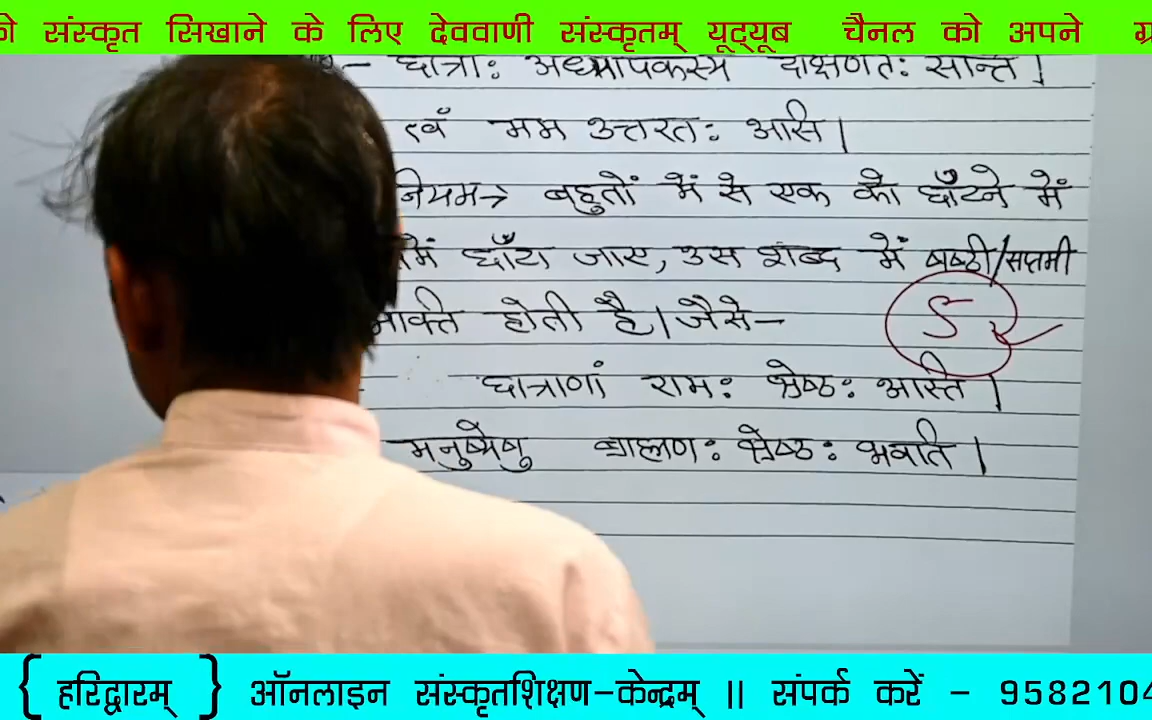 संस्कृत सिखाने के लिए देववाणी संस्कृतम् यूट्यूब चैनल को अपने
– छात्राः अध्यापकस्य दक्षिणतः सन्ति।
त्वं मम उत्तरतः असि।
नियम→ बहुतों में से एक को छाँटने में
में छाँटा जाए, उस शब्द में षष्ठी/सप्तमी
होती है। जैसे–
छात्राणां रामः श्रेष्ठः अस्ति।
मनुष्येषु ब्राह्मणः श्रेष्ठः भवति।
{ हरिद्वारम् } ऑनलाइन संस्कृतशिक्षण-केन्द्रम् || संपर्क करें - 9582104